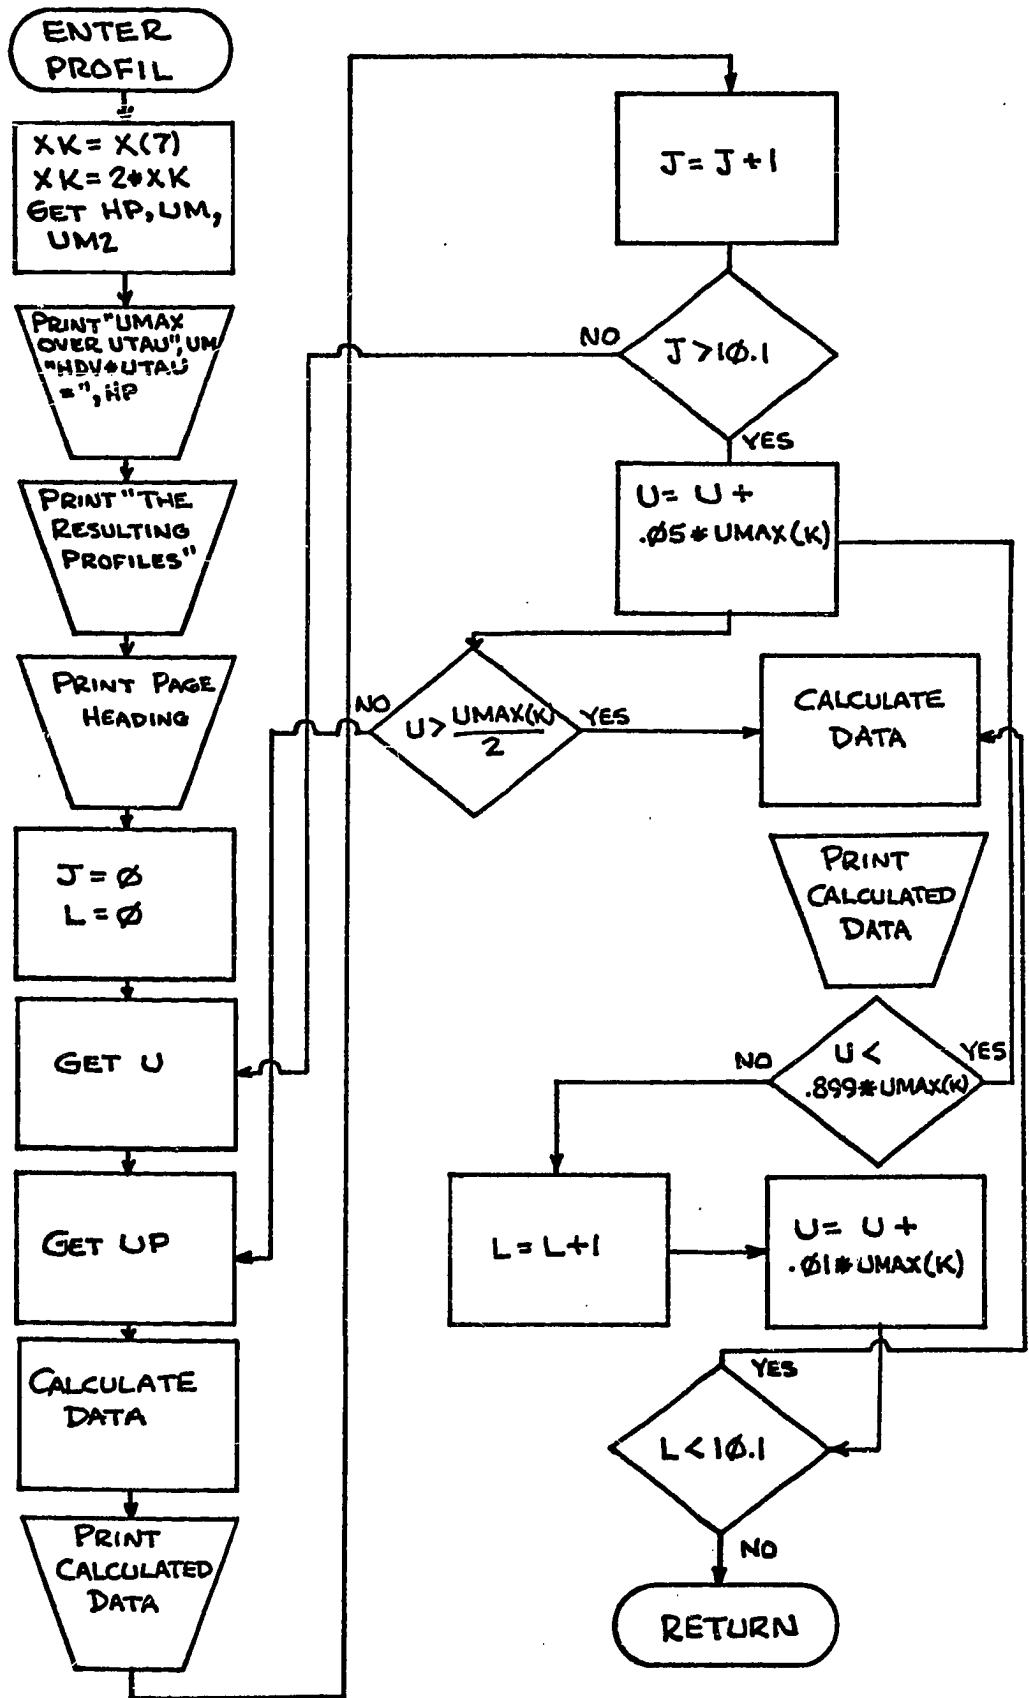 ENTER
PROFIL
XK = X(7)
XK = 2*XK
GET HP, UM,
UM2
PRINT "UMAX
OVER UTAU", UM
"HDV*UTAU
=", HP
PRINT "THE
RESULTING
PROFILES"
PRINT PAGE
HEADING
J = Ø
L = Ø
GET U
GET UP
CALCULATE
DATA
PRINT
CALCULATED
DATA
J = J + 1
NO
J > 1Ø.1
YES
U = U +
.Ø5 * UMAX(K)
NO
U > UMAX(K)
2
YES
CALCULATE
DATA
PRINT
CALCULATED
DATA
NO
U <
.899 * UMAX(K)
YES
L = L + 1
U = U +
.Ø1 * UMAX(K)
YES
L < 1Ø.1
NO
RETURN